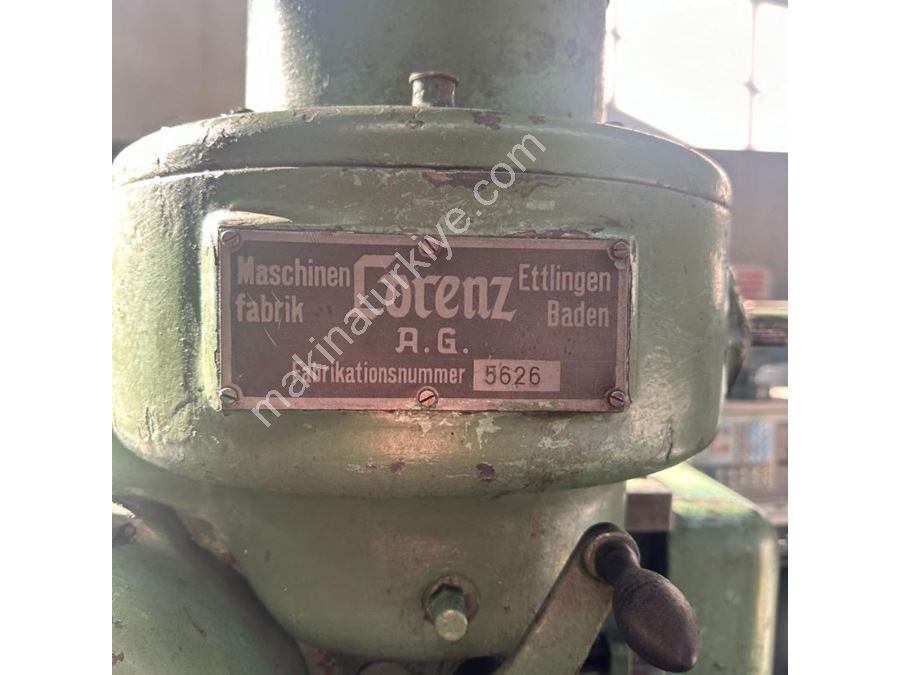 Maschinen Lorenz Ettlingen
fabrik Baden
A.G.
Fabrikationsnummer 5626
makinaturkiye.com